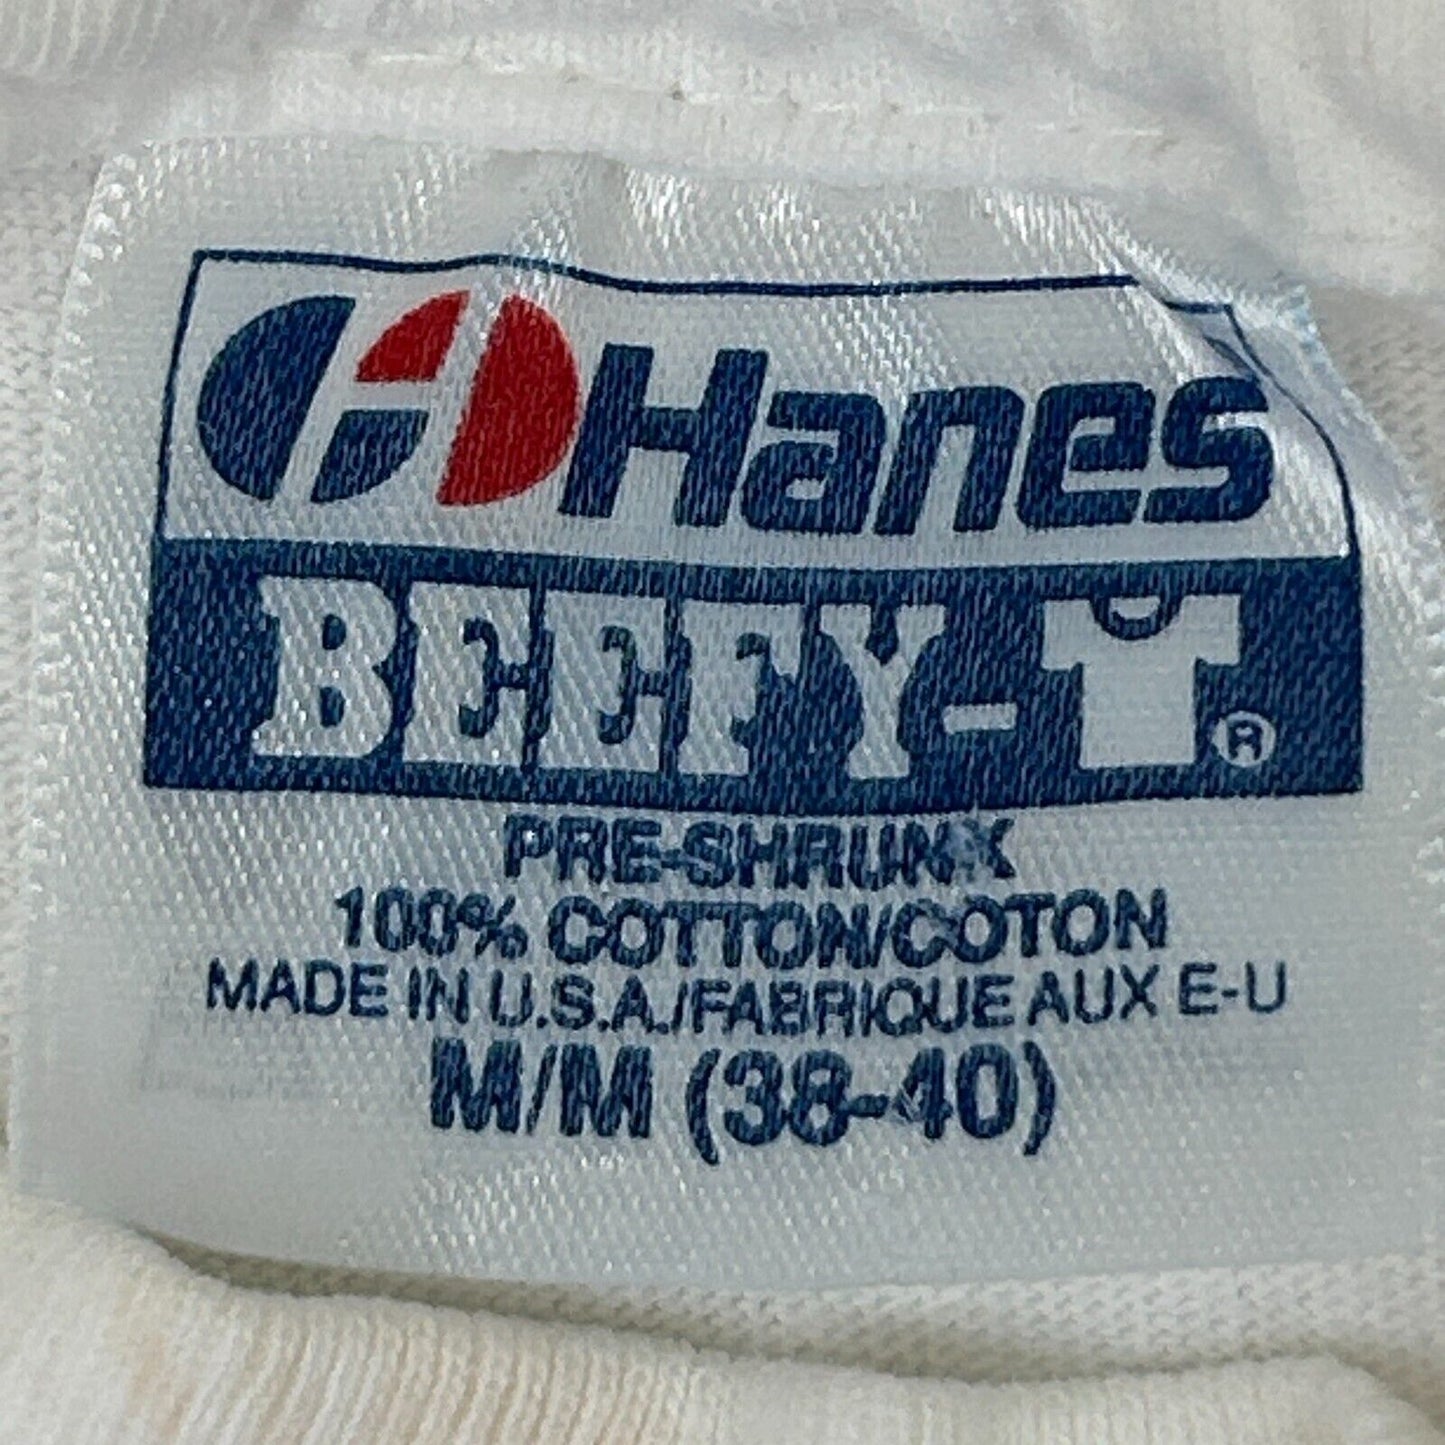 Hanes
BEEFY-T®
PRE-SHRUNK
100% COTTON/COTON
MADE IN U.S.A./FABRIQUE AUX E-U
M/M (38-40)